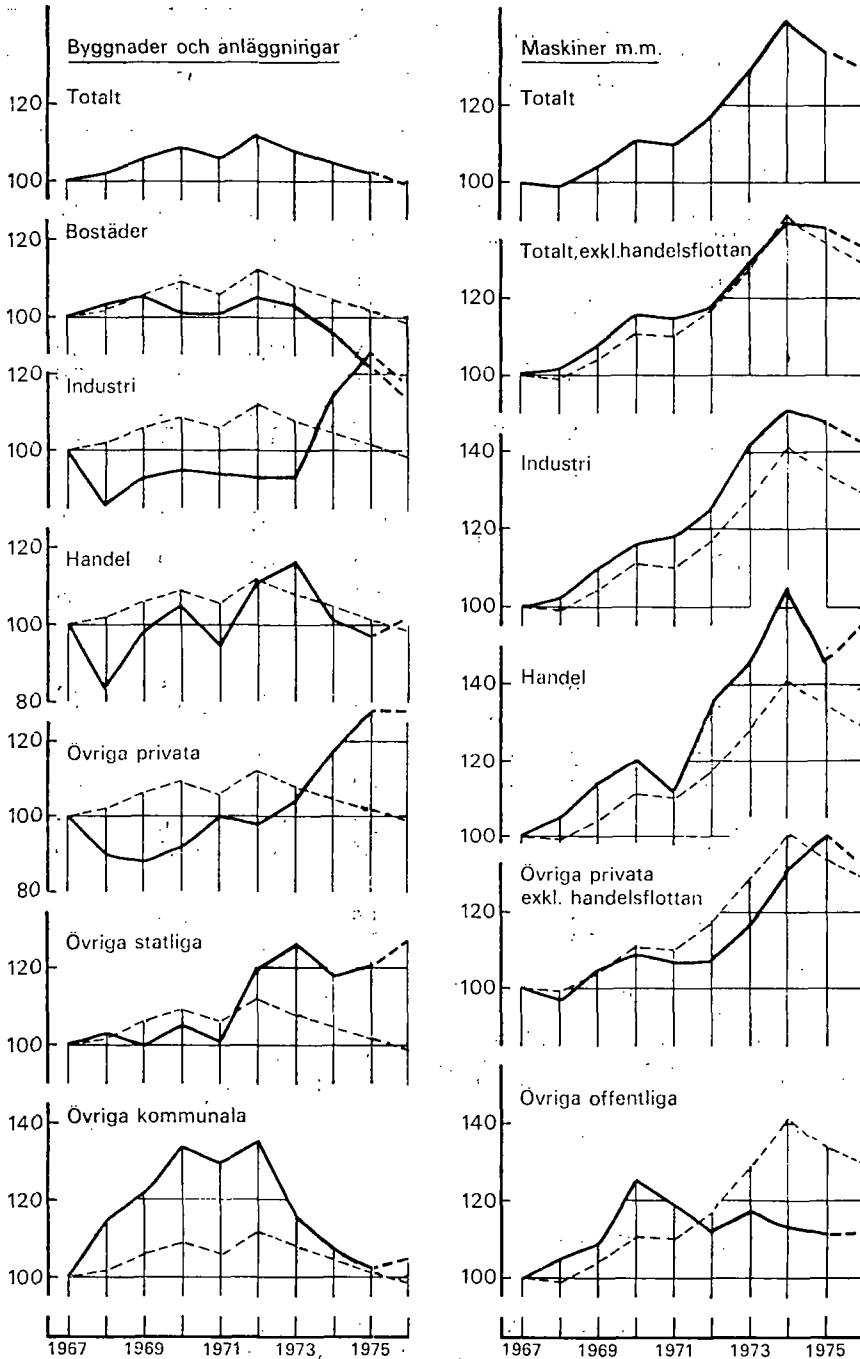 Byggnader och anläggningar
120
Totalt
100
Bostäder
120
100
Industri
120
100
Handel
120
100
80
Övriga privata
120
100
80
Övriga statliga
120
100
Övriga kommunala
140
120
100
1967 1969 1971 1973 1975
Maskiner m.m.
120
Totalt
100
Totalt, exkl. handelsflottan
120
100
Industri
140
120
100
Handel
140
120
100
Övriga privata
exkl. handelsflottan
120
100
Övriga offentliga
140
120
100
1967 1969 1971 1973 1975